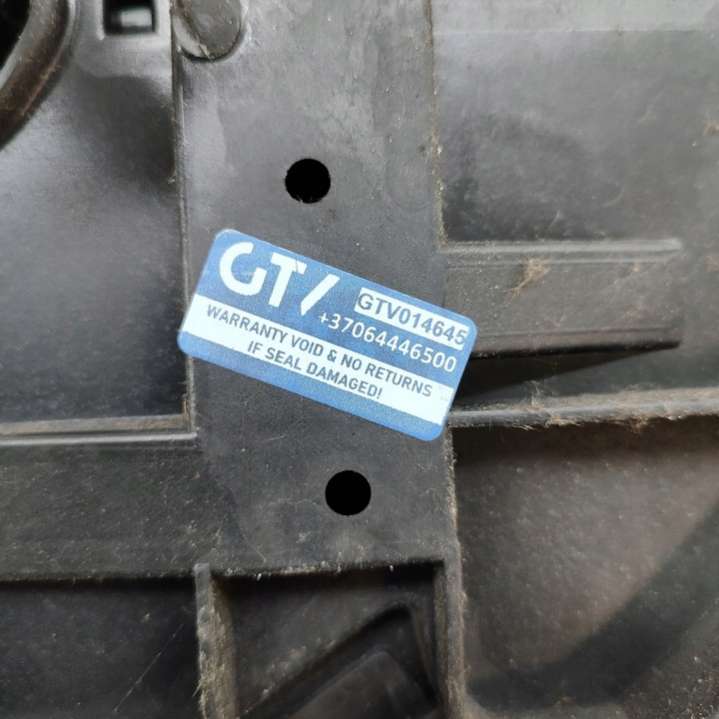 GTV
GTV014645
+37064446500
WARRANTY VOID & NO RETURNS
IF SEAL DAMAGED!